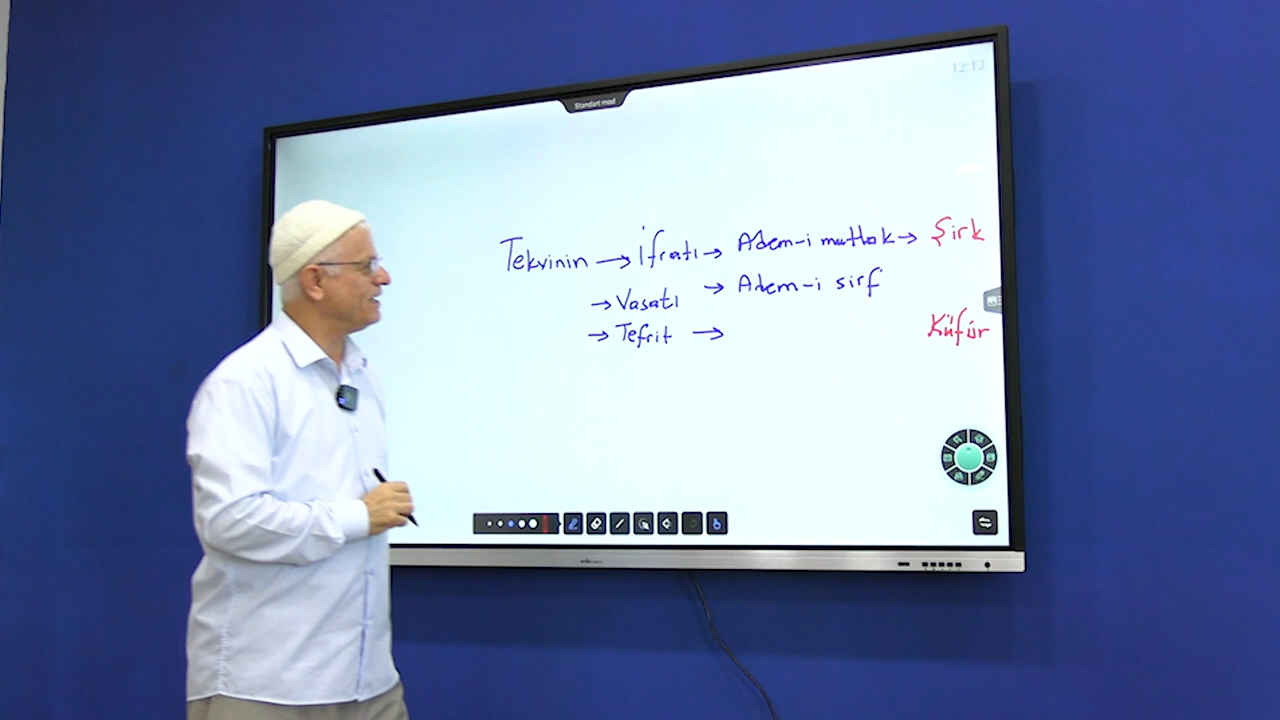 12:13
Standart mod
Tekvinin → İfratı → Adem-i mutlak → Şirk
→ Vasatı → Adem-i sırf
→ Tefrit →
Küfür